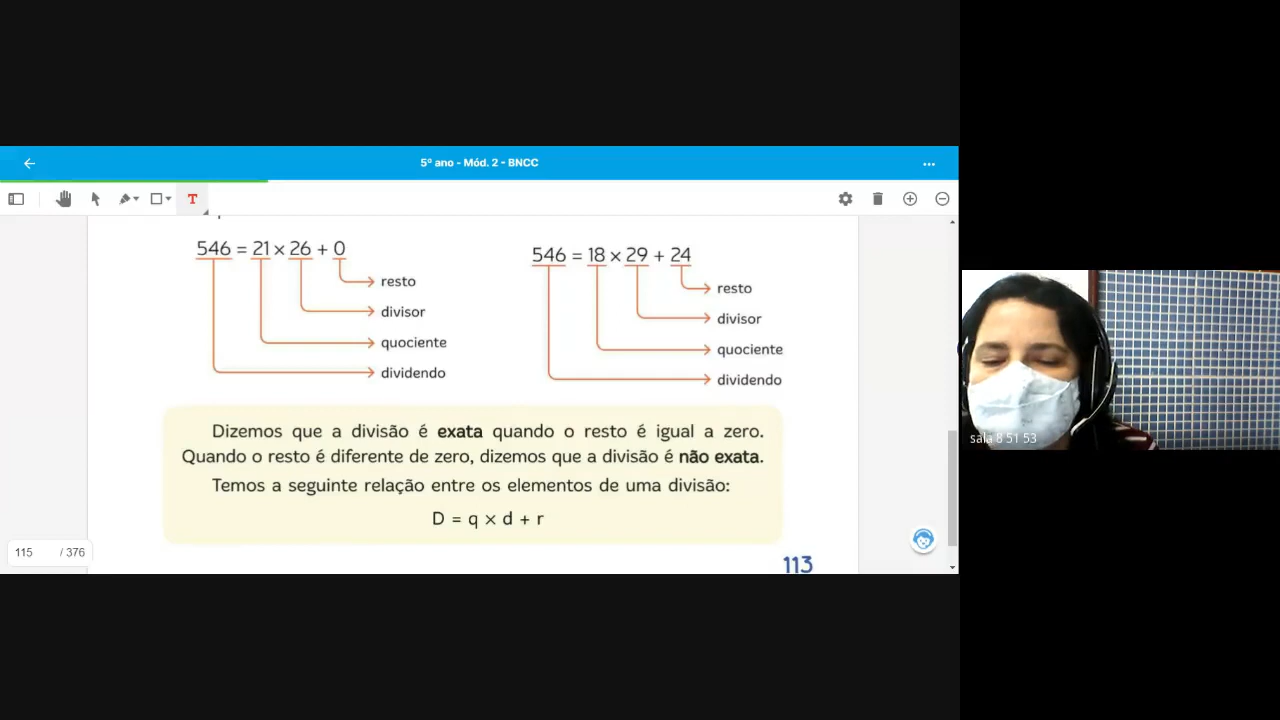 5º ano - Mód. 2 - BNCC
T
546 = 21 × 26 + 0
resto
divisor
quociente
dividendo
546 = 18 × 29 + 24
resto
divisor
quociente
dividendo
Dizemos que a divisão é exata quando o resto é igual a zero.
Quando o resto é diferente de zero, dizemos que a divisão é não exata.
Temos a seguinte relação entre os elementos de uma divisão:
D = q × d + r
115 / 376
113
sala 8 51 53